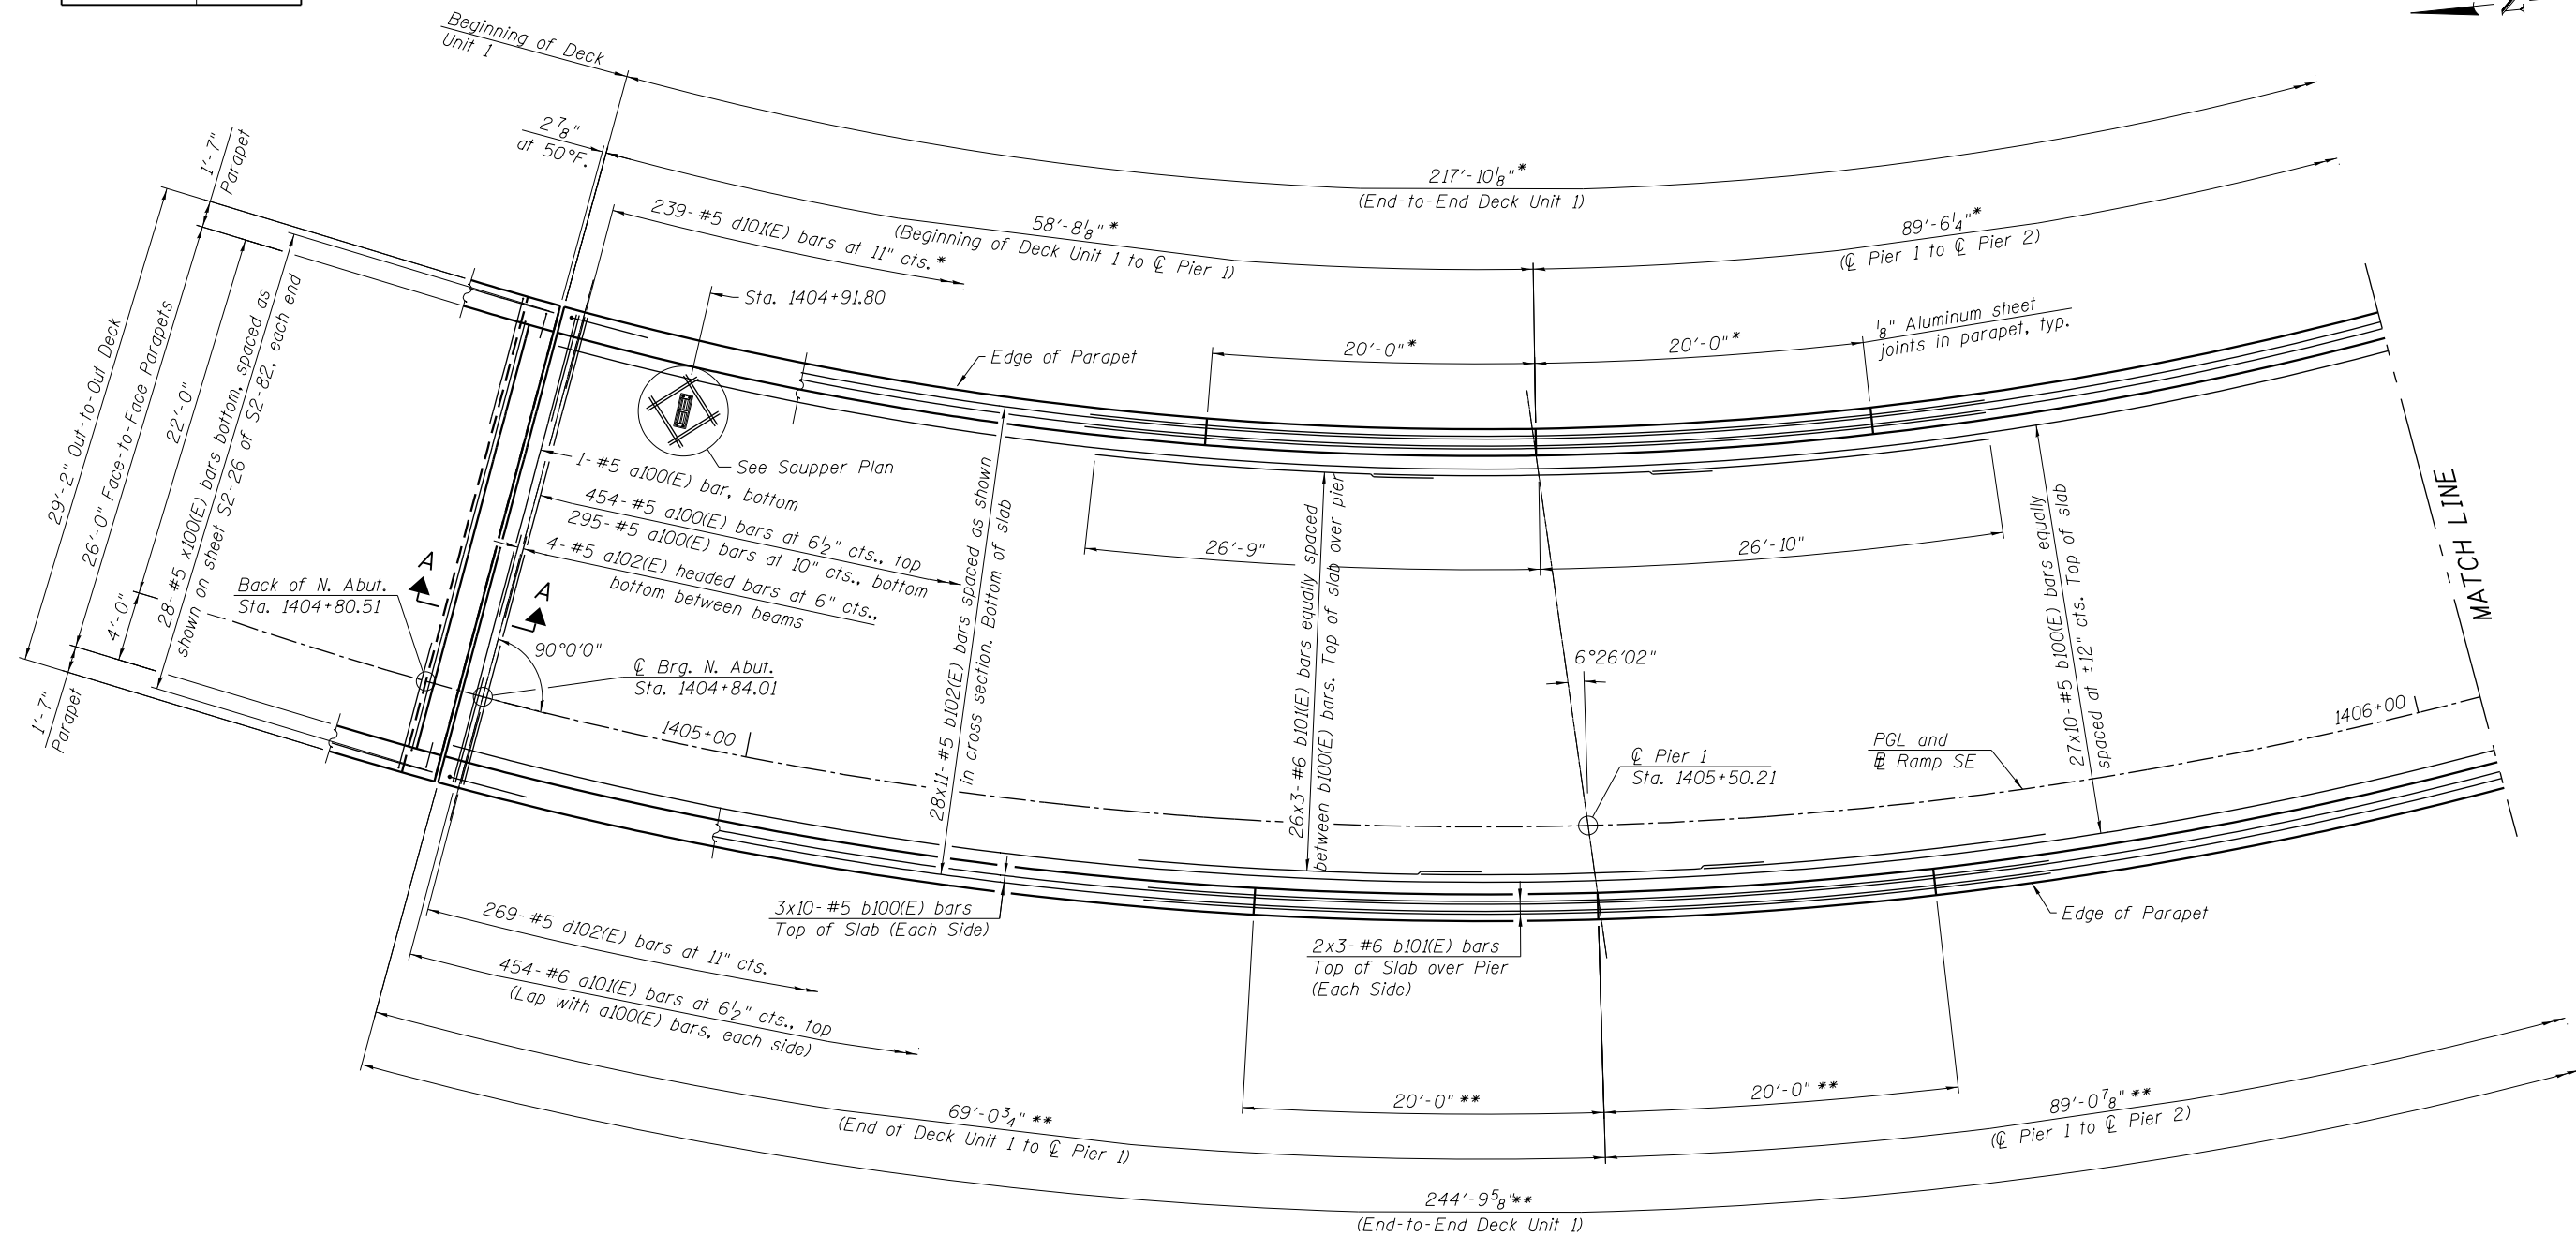 Beginning of Deck
Unit 1
2 7/8"
at 50°F.
1'-7"
Parapet
217'-10 1/8"*
(End-to-End Deck Unit 1)
58'-8 1/8"*
(Beginning of Deck Unit 1 to ℄ Pier 1)
89'-6 1/4"*
(℄ Pier 1 to ℄ Pier 2)
239-#5 d101(E) bars at 11" cts.*
Sta. 1404+91.80
Edge of Parapet
20'-0"*
20'-0"*
1/8" Aluminum sheet
joints in parapet, typ.
29'-2" Out-to-Out Deck
26'-0" Face-to-Face Parapets
22'-0"
4'-0"
28-#5 x100(E) bars bottom, spaced as
shown on sheet S2-26 of S2-82, each end
1'-7"
Parapet
See Scupper Plan
1-#5 a100(E) bar, bottom
454-#5 a100(E) bars at 6 1/2" cts., top
295-#5 a100(E) bars at 10" cts., bottom
4-#5 a102(E) headed bars at 6" cts.,
bottom between beams
A
A
Back of N. Abut.
Sta. 1404+80.51
90°0'0"
℄ Brg. N. Abut.
Sta. 1404+84.01
1405+00
28x11-#5 b102(E) bars spaced as shown
in cross section. Bottom of slab
26'-9"
26'-10"
26x3-#6 b101(E) bars equally spaced
between b100(E) bars. Top of slab over pier
6°26'02"
℄ Pier 1
Sta. 1405+50.21
PGL and
ⴹ Ramp SE
27x10-#5 b100(E) bars equally
spaced at ±12" cts. Top of slab
1406+00
MATCH LINE
3x10-#5 b100(E) bars
Top of Slab (Each Side)
2x3-#6 b101(E) bars
Top of Slab over Pier
(Each Side)
Edge of Parapet
269-#5 d102(E) bars at 11" cts.
454-#6 a101(E) bars at 6 1/2" cts., top
(Lap with a100(E) bars, each side)
20'-0"**
20'-0"**
69'-0 3/4"**
(End of Deck Unit 1 to ℄ Pier 1)
89'-0 7/8"**
(℄ Pier 1 to ℄ Pier 2)
244'-9 5/8"**
(End-to-End Deck Unit 1)